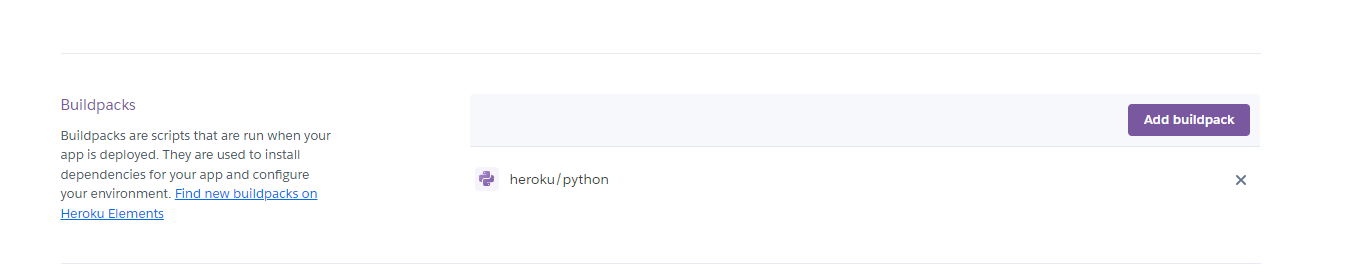 Buildpacks
Buildpacks are scripts that are run when your
app is deployed. They are used to install
dependencies for your app and configure
your environment. Find new buildpacks on
Heroku Elements
Add buildpack
heroku/python